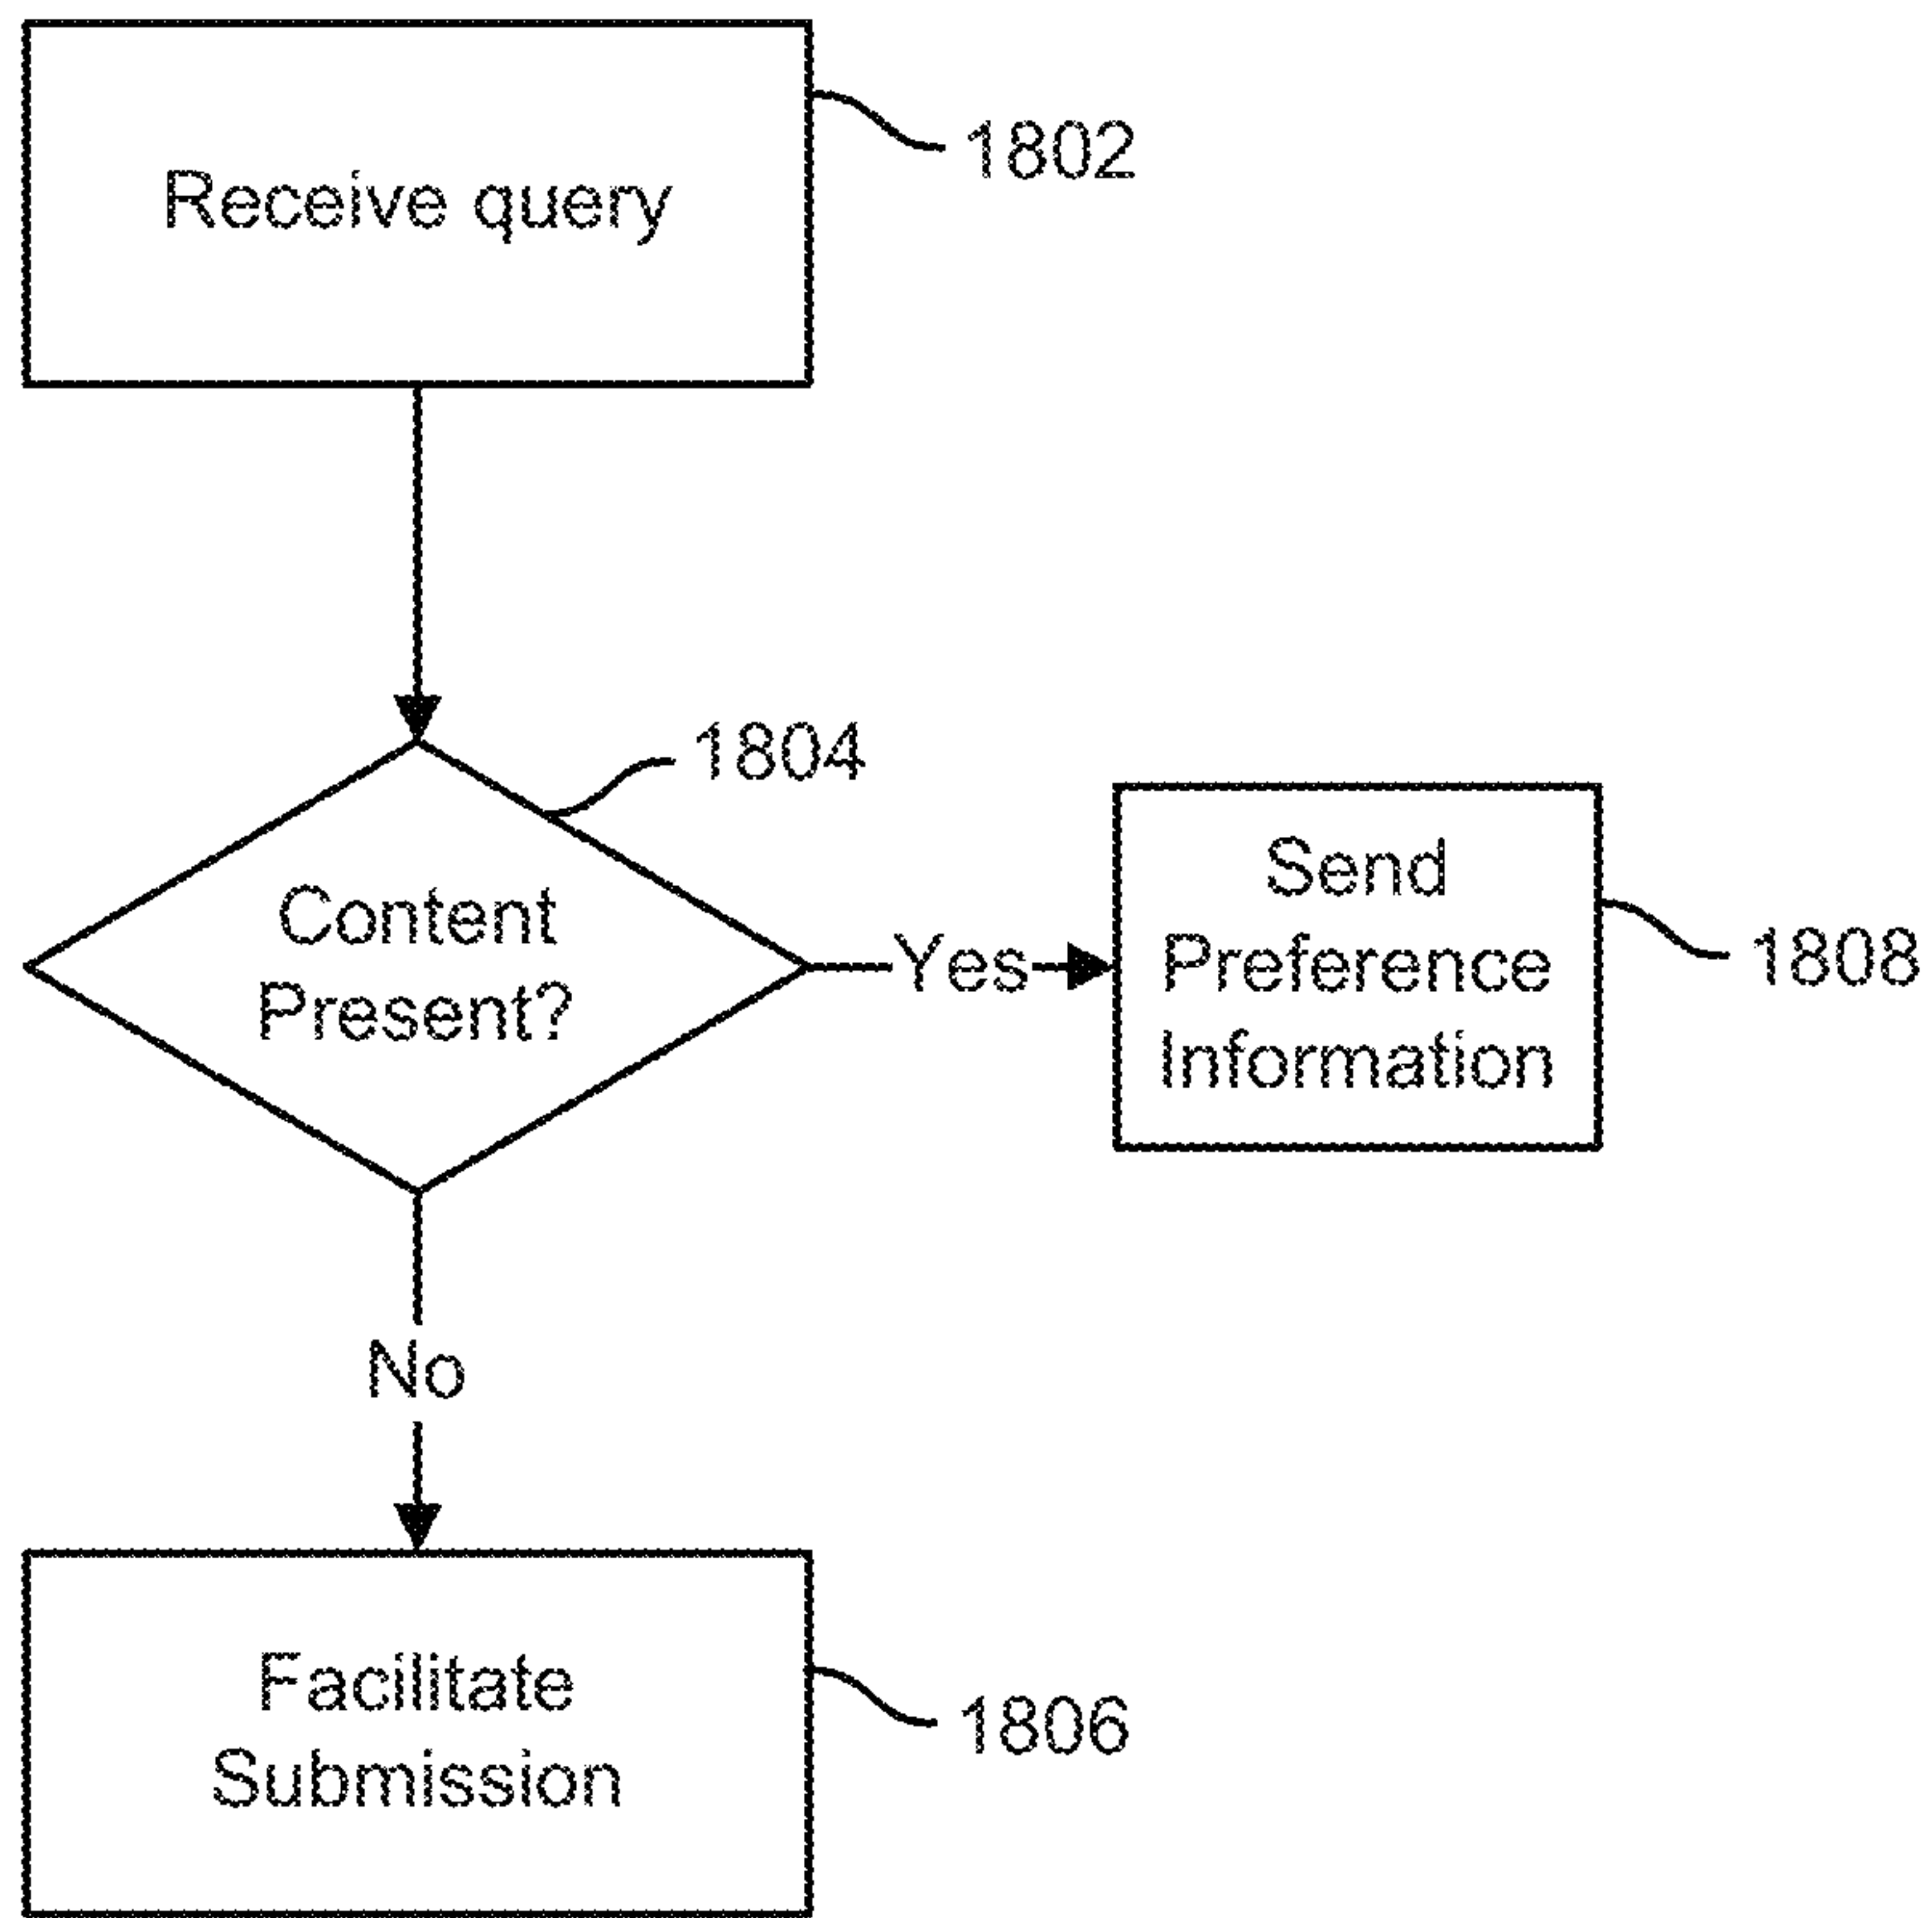 Receive query
1802
1804
Content
Present?
Yes
Send
Preference
Information
1808
No
Facilitate
Submission
1806